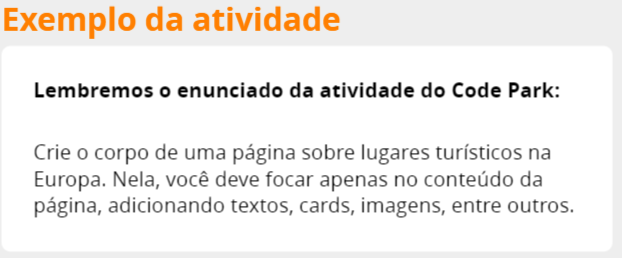 Exemplo da atividade
Lembremos o enunciado da atividade do Code Park:
Crie o corpo de uma página sobre lugares turísticos na
Europa. Nela, você deve focar apenas no conteúdo da
página, adicionando textos, cards, imagens, entre outros.